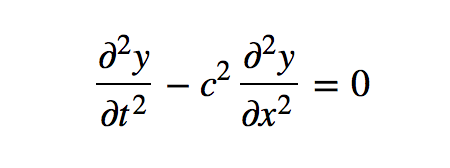 ∂²y/∂t² − c² ∂²y/∂x² = 0